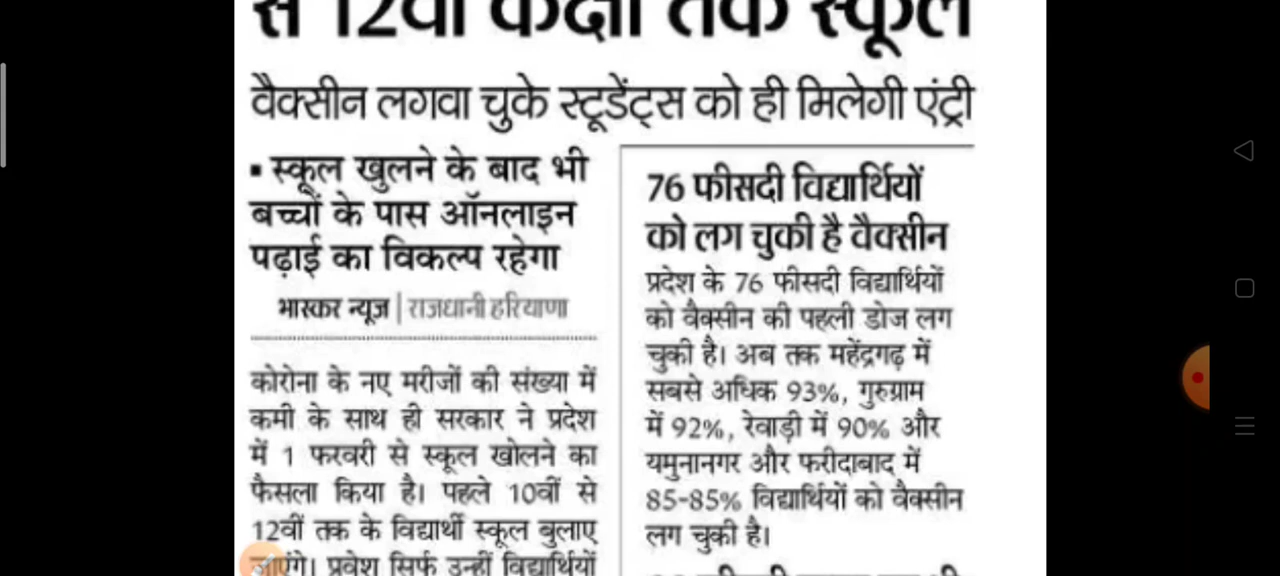 से 12वीं कक्षा तक स्कूल
वैक्सीन लगवा चुके स्टूडेंट्स को ही मिलेगी एंट्री
▪ स्कूल खुलने के बाद भी
बच्चों के पास ऑनलाइन
पढ़ाई का विकल्प रहेगा
भास्कर न्यूज | राजधानी हरियाणा
कोरोना के नए मरीजों की संख्या में
कमी के साथ ही सरकार ने प्रदेश
में 1 फरवरी से स्कूल खोलने का
फैसला किया है। पहले 10वीं से
12वीं तक के विद्यार्थी स्कूल बुलाए
जाएंगे। प्रवेश सिर्फ उन्हीं विद्यार्थियों
76 फीसदी विद्यार्थियों
को लग चुकी है वैक्सीन
प्रदेश के 76 फीसदी विद्यार्थियों
को वैक्सीन की पहली डोज लग
चुकी है। अब तक महेंद्रगढ़ में
सबसे अधिक 93%, गुरुग्राम
में 92%, रेवाड़ी में 90% और
यमुनानगर और फरीदाबाद में
85-85% विद्यार्थियों को वैक्सीन
लग चुकी है।